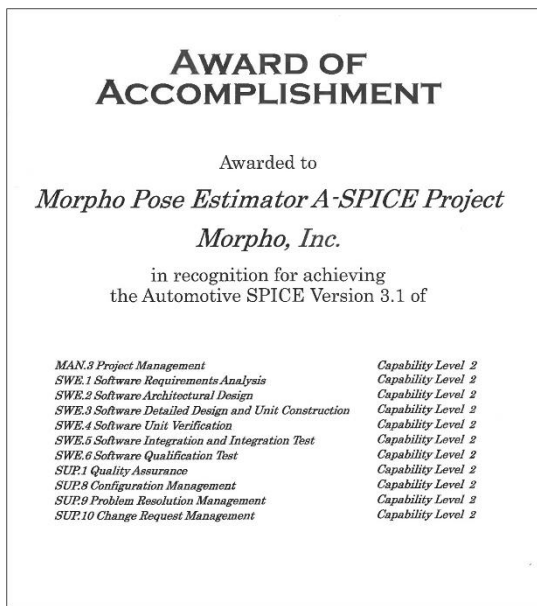 AWARD OF
ACCOMPLISHMENT
Awarded to
Morpho Pose Estimator A-SPICE Project
Morpho, Inc.
in recognition for achieving
the Automotive SPICE Version 3.1 of
MAN.3 Project Management Capability Level 2
SWE.1 Software Requirements Analysis Capability Level 2
SWE.2 Software Architectural Design Capability Level 2
SWE.3 Software Detailed Design and Unit Construction Capability Level 2
SWE.4 Software Unit Verification Capability Level 2
SWE.5 Software Integration and Integration Test Capability Level 2
SWE.6 Software Qualification Test Capability Level 2
SUP.1 Quality Assurance Capability Level 2
SUP.8 Configuration Management Capability Level 2
SUP.9 Problem Resolution Management Capability Level 2
SUP.10 Change Request Management Capability Level 2